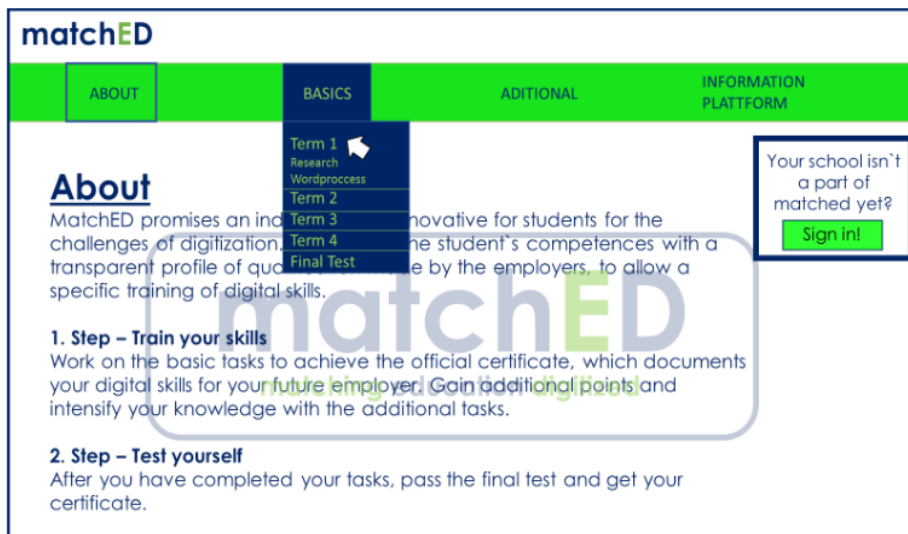 matchED
ABOUT
BASICS
ADITIONAL
INFORMATION
PLATTFORM
Term 1
Research
Wordproccess
Term 2
Term 3
Term 4
Final Test
Your school isn`t
a part of
matched yet?
Sign in!
About
MatchED promises an novative for students for the
challenges of digitization. student`s competences with a
transparent profile of by the employers, to allow a
specific training of digital skills.
matchED
matching education digitized
1. Step – Train your skills
Work on the basic tasks to achieve the official certificate, which documents
your digital skills for your future employer. Gain additional points and
intensify your knowledge with the additional tasks.
2. Step – Test yourself
After you have completed your tasks, pass the final test and get your
certificate.